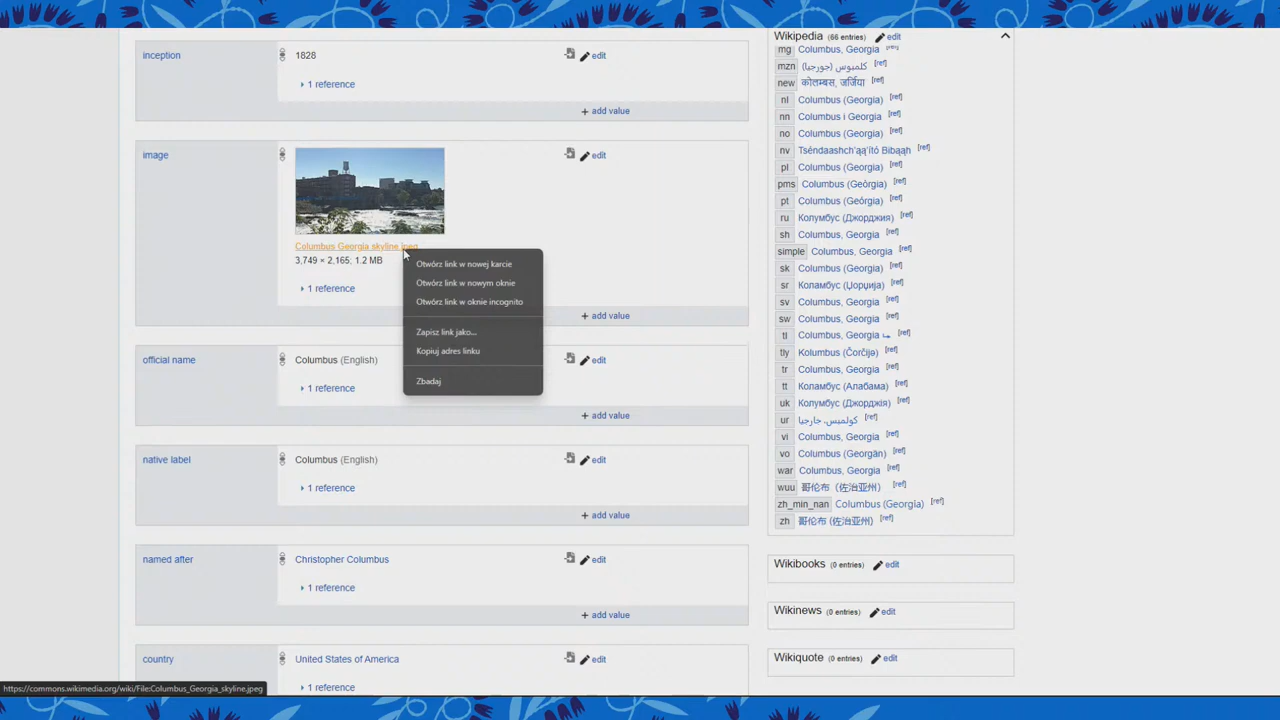 inception
1828
edit
1 reference
+ add value
image
edit
Columbus Georgia skyline.jpeg
3,749 × 2,165; 1.2 MB
1 reference
+ add value
Otwórz link w nowej karcie
Otwórz link w nowym oknie
Otwórz link w oknie incognito
Zapisz link jako...
Kopiuj adres linku
Zbadaj
official name
Columbus (English)
edit
1 reference
+ add value
native label
Columbus (English)
edit
1 reference
+ add value
named after
Christopher Columbus
edit
1 reference
+ add value
country
United States of America
edit
1 reference
https://commons.wikimedia.org/wiki/File:Columbus_Georgia_skyline.jpeg
Wikipedia (66 entries) edit
mg Columbus, Georgia [ref]
mzn کلمبوس (جورجیا) [ref]
new कोलम्बस, जर्जिया [ref]
nl Columbus (Georgia) [ref]
nn Columbus i Georgia [ref]
no Columbus (Georgia) [ref]
nv Tséndaashchʼąąʼító Bibąąh [ref]
pl Columbus (Georgia) [ref]
pms Columbus (Geòrgia) [ref]
pt Columbus (Geórgia) [ref]
ru Колумбус (Джорджия) [ref]
sh Columbus, Georgia [ref]
simple Columbus, Georgia [ref]
sk Columbus (Georgia) [ref]
sr Коламбус (Џорџија) [ref]
sv Columbus, Georgia [ref]
sw Columbus, Georgia [ref]
tl Columbus, Georgia [ref]
tly Kolumbus (Čorčijə) [ref]
tr Columbus, Georgia [ref]
tt Коламбус (Алабама) [ref]
uk Колумбус (Джорджія) [ref]
ur کولمبس، جارجیا [ref]
vi Columbus, Georgia [ref]
vo Columbus (Georgän) [ref]
war Columbus, Georgia [ref]
wuu 哥伦布（佐治亚州） [ref]
zh_min_nan Columbus (Georgia) [ref]
zh 哥伦布 (佐治亚州) [ref]
Wikibooks (0 entries) edit
Wikinews (0 entries) edit
Wikiquote (0 entries) edit